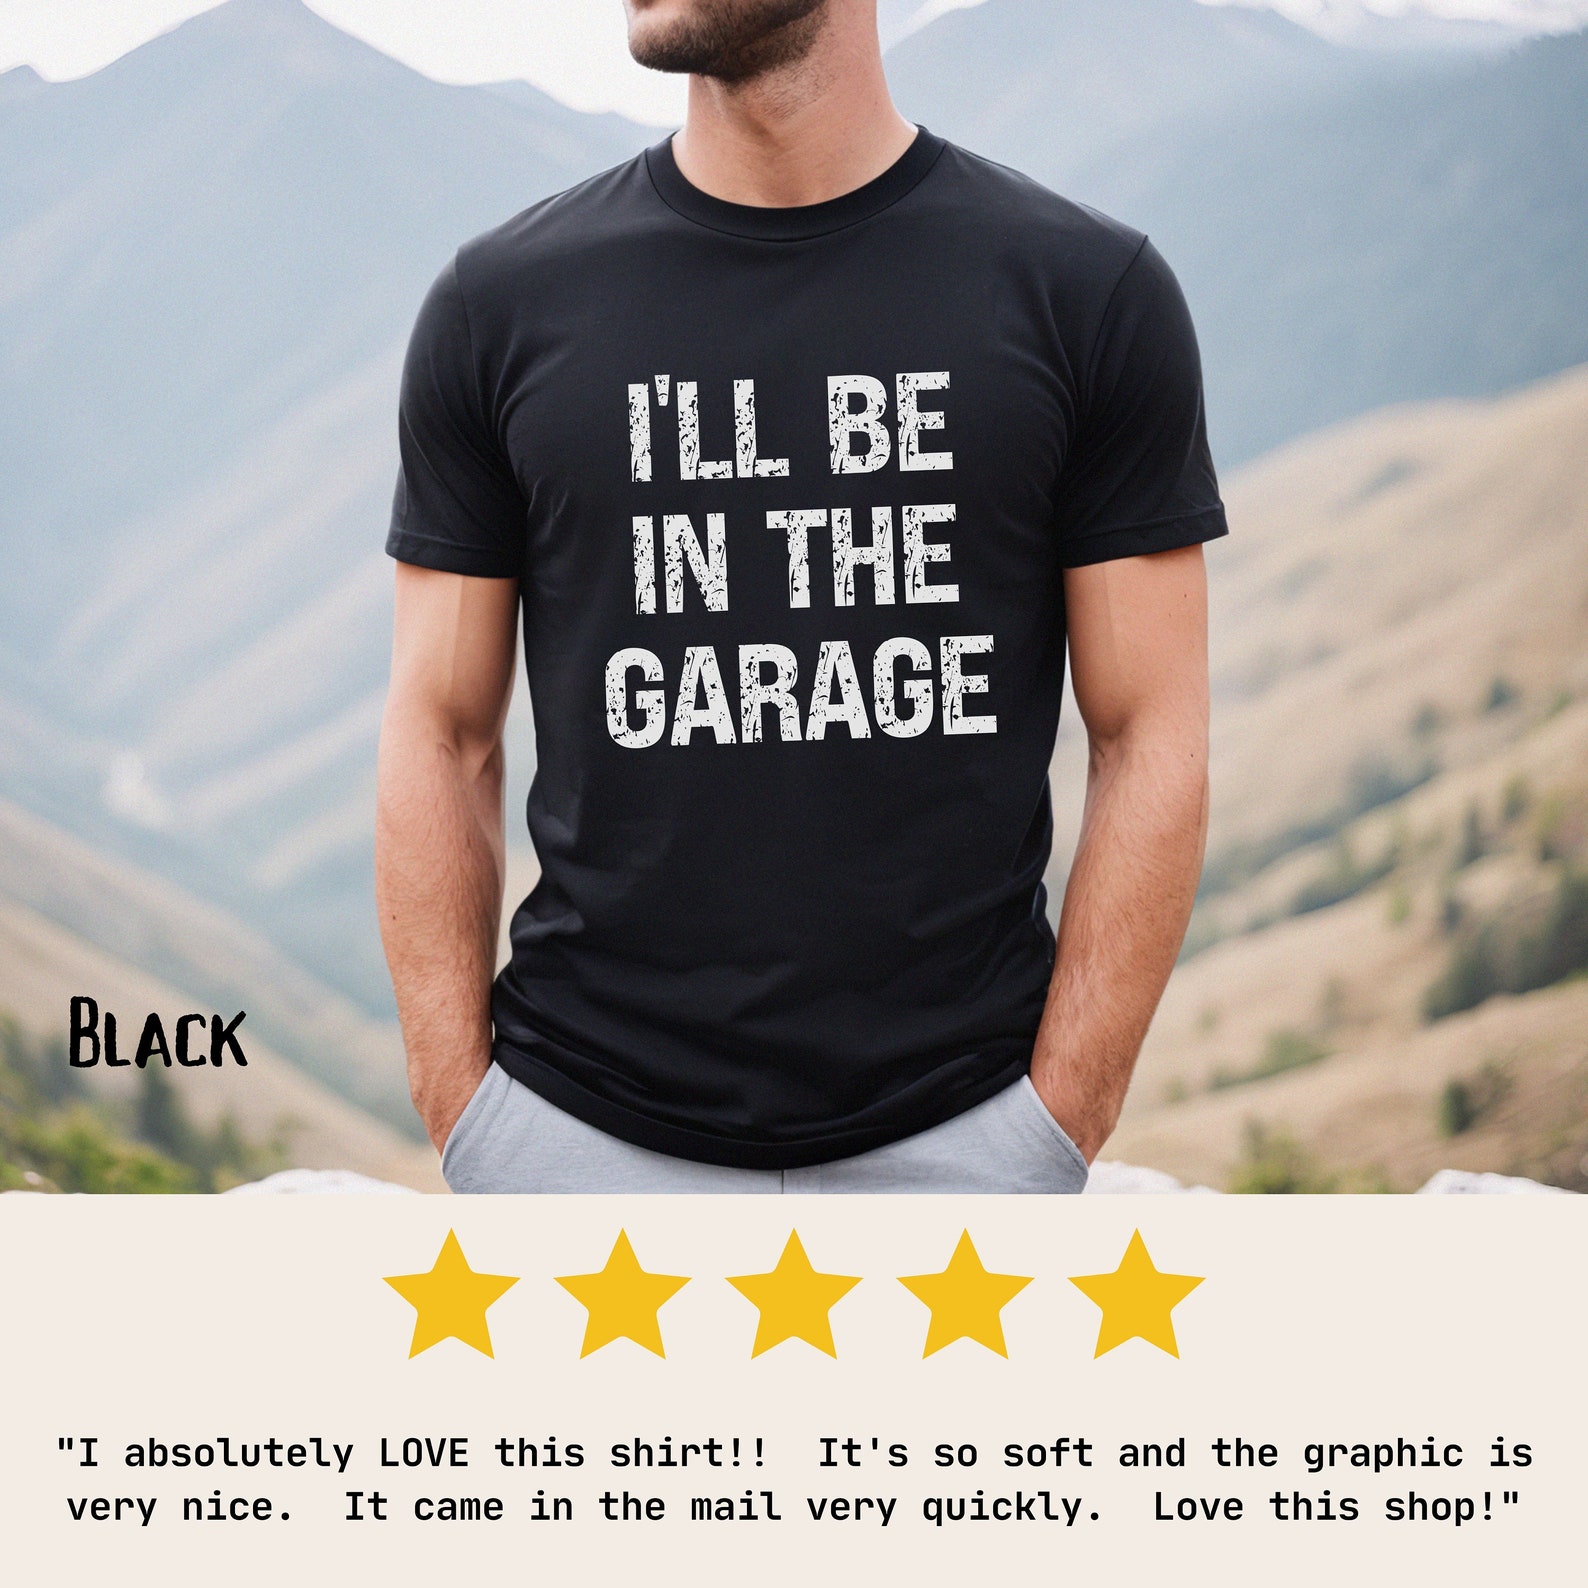 I'LL BE
IN THE
GARAGE
Black
"I absolutely LOVE this shirt!!  It's so soft and the graphic is
very nice.  It came in the mail very quickly.  Love this shop!"